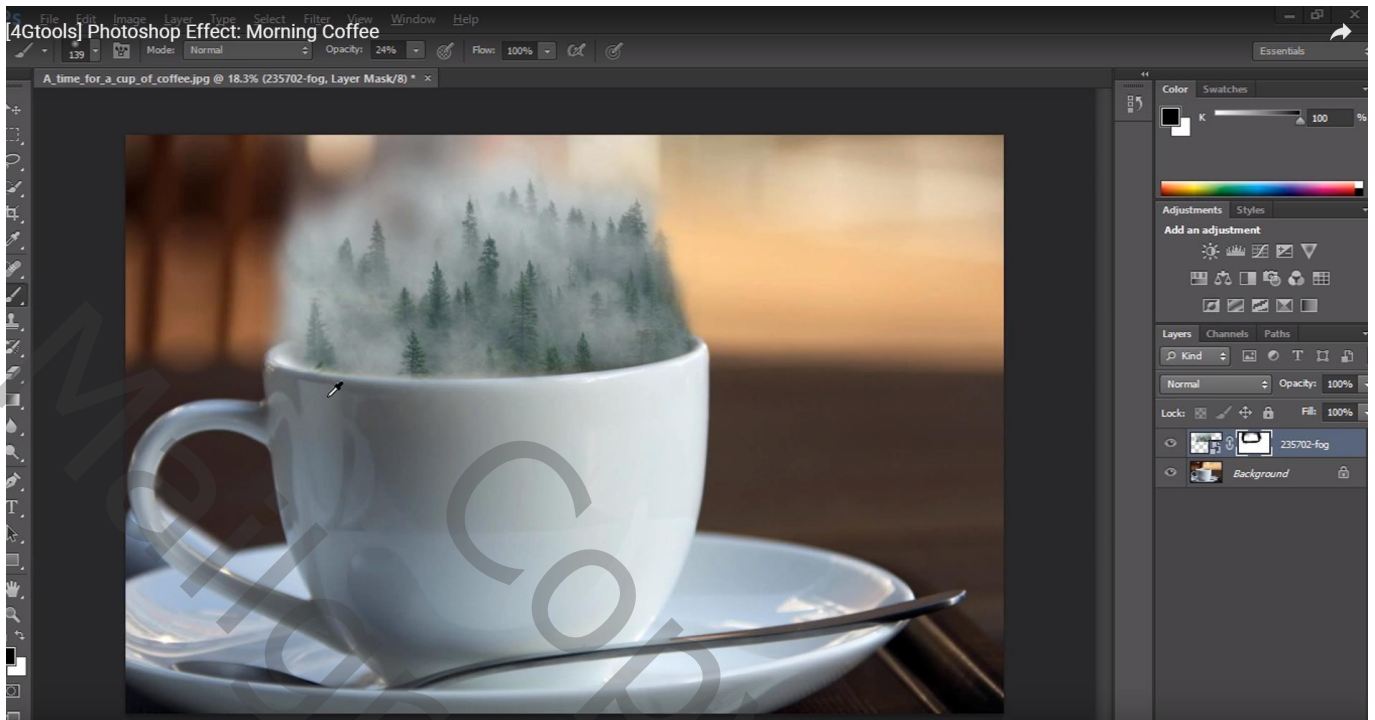 File Edit Image Layer Type Select Filter View Window Help
[4Gtools] Photoshop Effect: Morning Coffee
139 Mode: Normal Opacity: 24% Flow: 100% Essentials
A_time_for_a_cup_of_coffee.jpg @ 18.3% (235702-fog, Layer Mask/8) * ×
Color Swatches
K 100 %
Adjustments Styles
Add an adjustment
Layers Channels Paths
Kind
Normal Opacity: 100%
Lock: Fill: 100%
235702-fog
Background